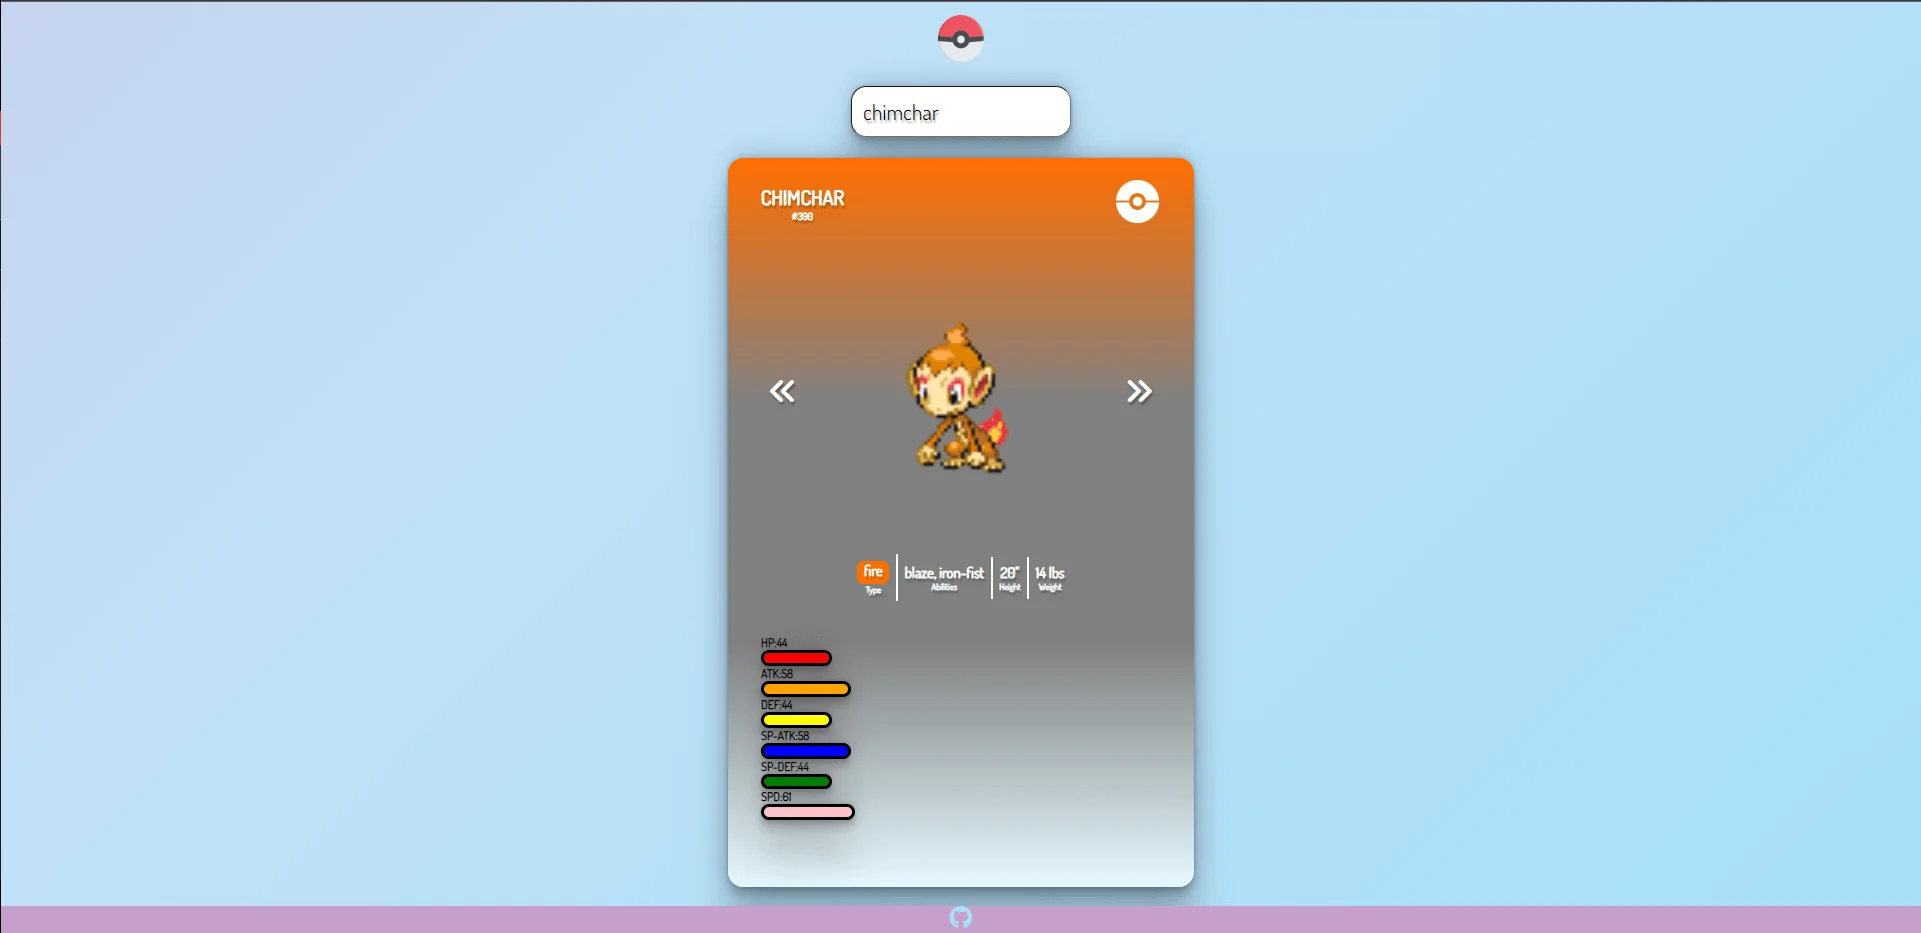 chimchar
CHIMCHAR
#390
fire
Type
blaze, iron-fist
Abilities
20"
Height
14 lbs
Weight
HP:44
ATK:58
DEF:44
SP-ATK:58
SP-DEF:44
SPD:61